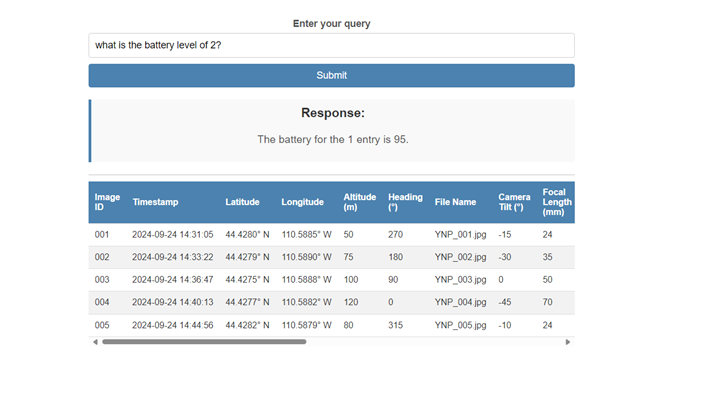 Enter your query
what is the battery level of 2?
Submit
Response:
The battery for the 1 entry is 95.
Image ID Timestamp Latitude Longitude Altitude (m) Heading (°) File Name Camera Tilt (°) Focal Length (mm)
001 2024-09-24 14:31:05 44.4280° N 110.5885° W 50 270 YNP_001.jpg -15 24
002 2024-09-24 14:33:22 44.4279° N 110.5890° W 75 180 YNP_002.jpg -30 35
003 2024-09-24 14:36:47 44.4275° N 110.5888° W 100 90 YNP_003.jpg 0 50
004 2024-09-24 14:40:13 44.4277° N 110.5882° W 120 0 YNP_004.jpg -45 70
005 2024-09-24 14:44:56 44.4282° N 110.5879° W 80 315 YNP_005.jpg -10 24